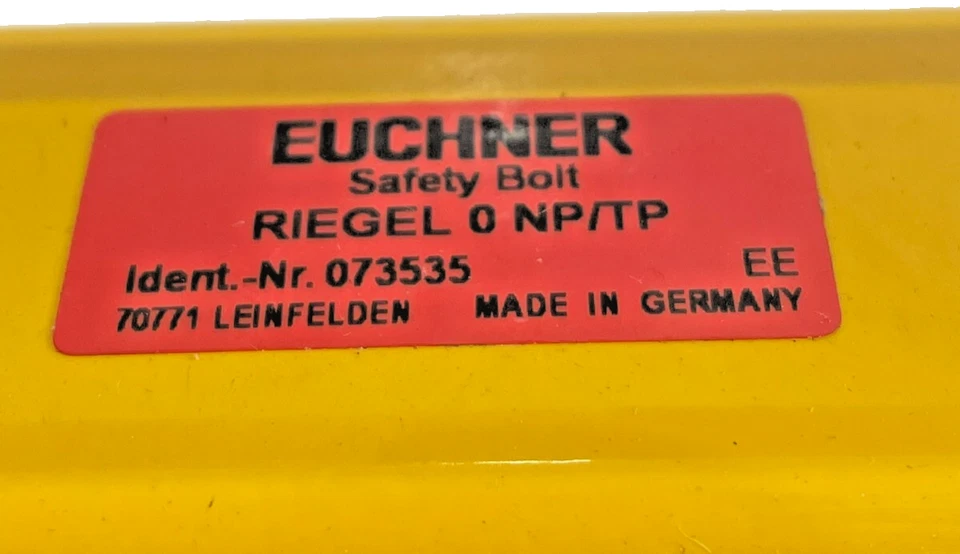 EUCHNER
Safety Bolt
RIEGEL 0 NP/TP
Ident.-Nr. 073535 EE
70771 LEINFELDEN MADE IN GERMANY